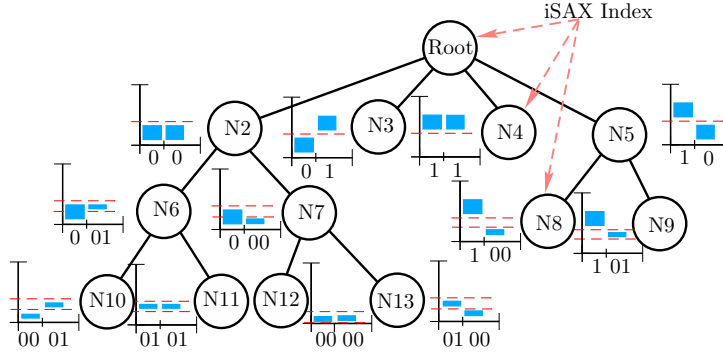 iSAX Index
Root
N2
N3
N4
N5
0 0
0 1
1 1
1 0
N6
N7
N8
N9
0 01
0 00
1 00
1 01
N10
N11
N12
N13
00 01
01 01
00 00
01 00